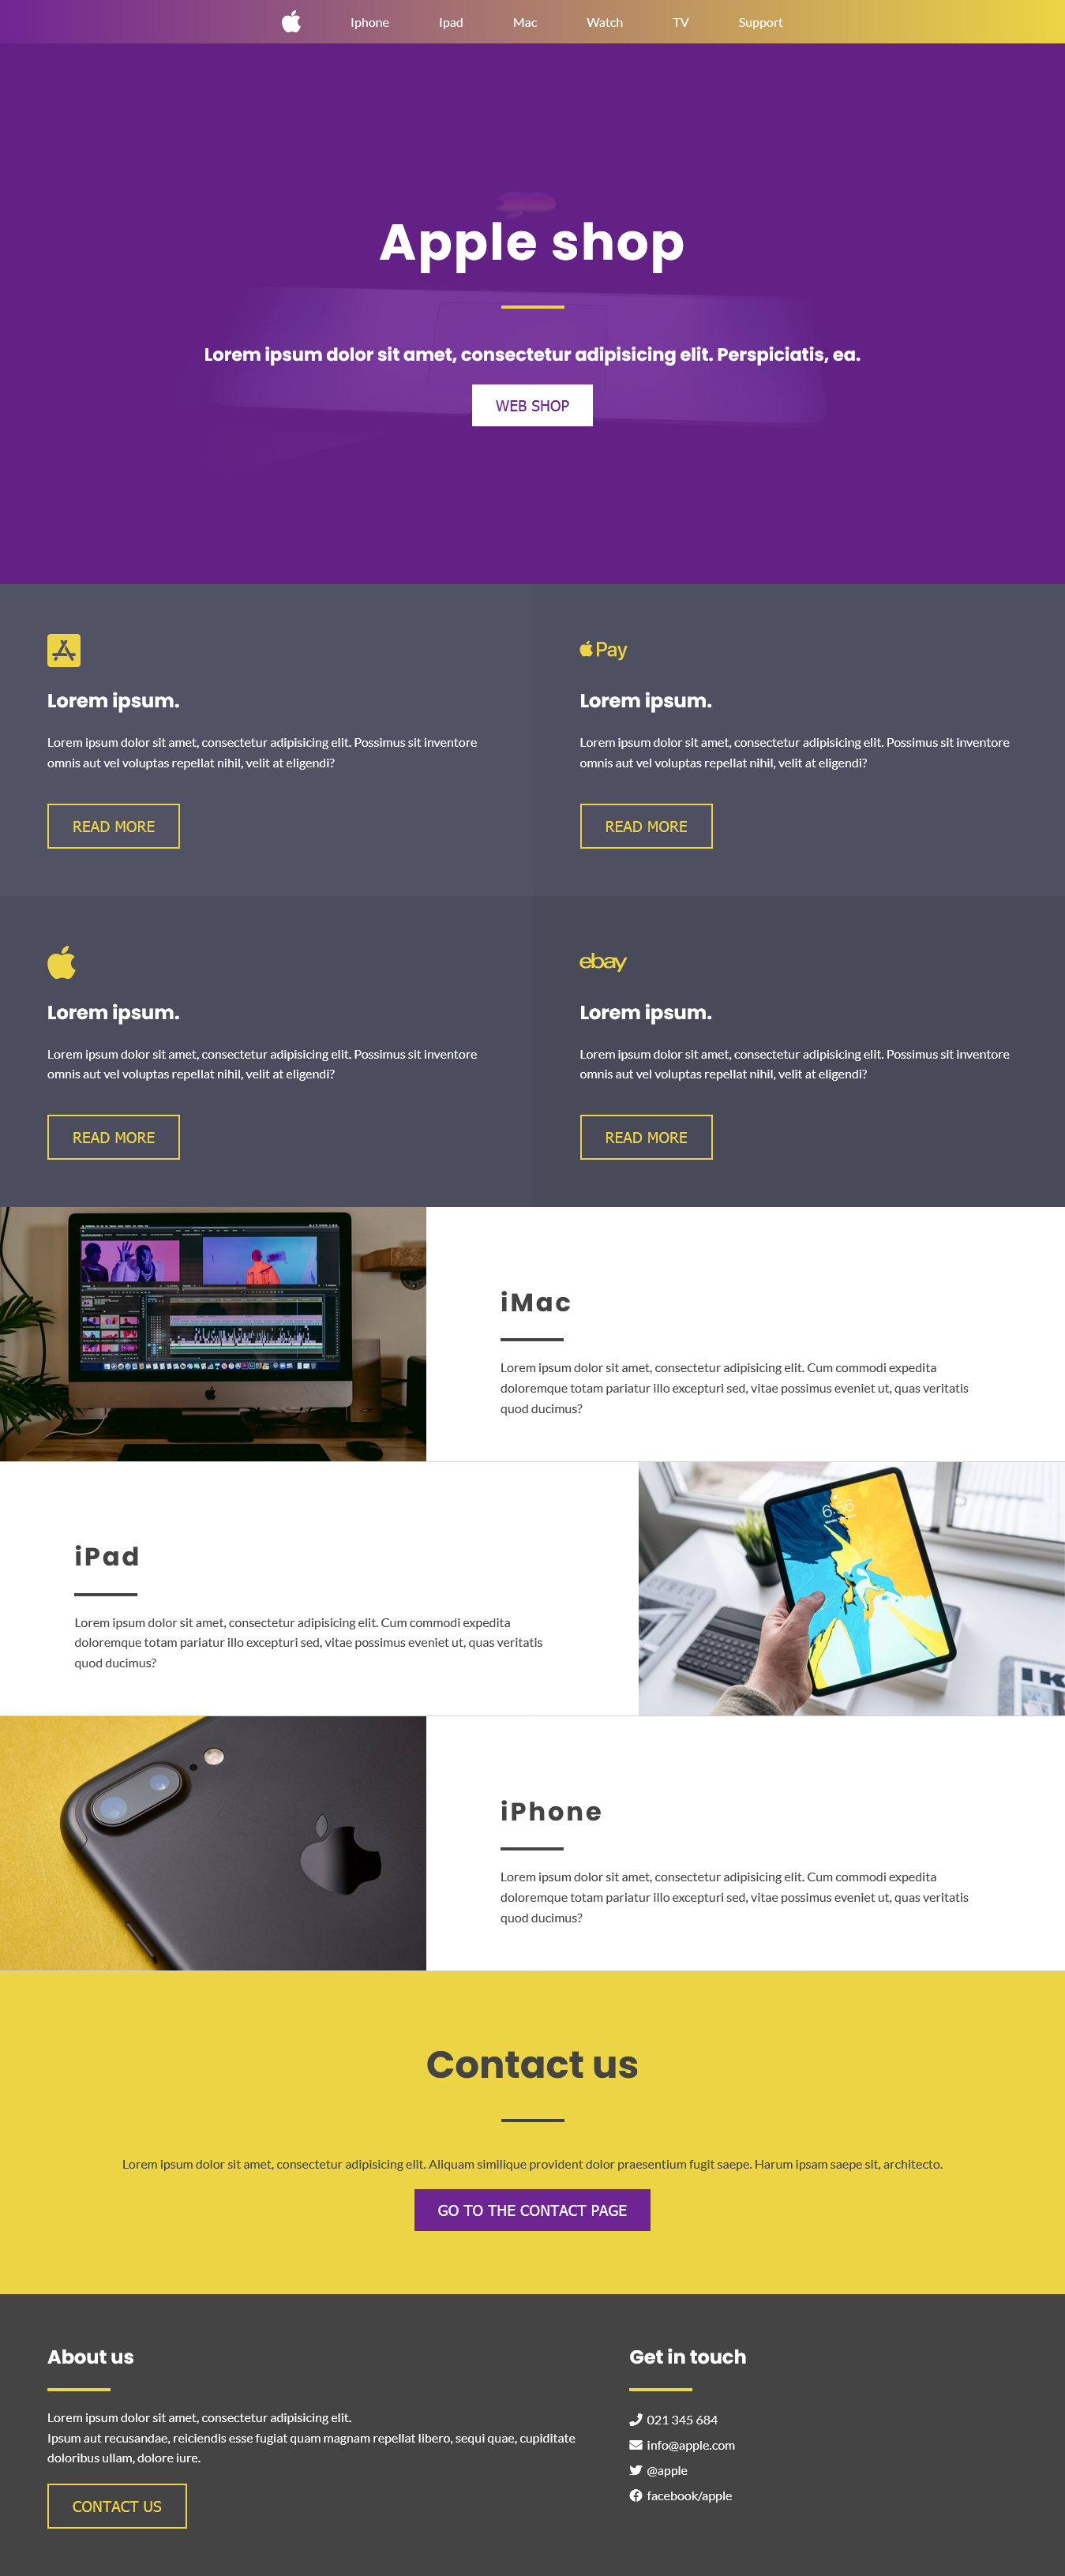 Iphone Ipad Mac Watch TV Support
Apple shop
Lorem ipsum dolor sit amet, consectetur adipisicing elit. Perspiciatis, ea.
WEB SHOP
Lorem ipsum.
Lorem ipsum dolor sit amet, consectetur adipisicing elit. Possimus sit inventore
omnis aut vel voluptas repellat nihil, velit at eligendi?
READ MORE
Pay
Lorem ipsum.
Lorem ipsum dolor sit amet, consectetur adipisicing elit. Possimus sit inventore
omnis aut vel voluptas repellat nihil, velit at eligendi?
READ MORE
Lorem ipsum.
Lorem ipsum dolor sit amet, consectetur adipisicing elit. Possimus sit inventore
omnis aut vel voluptas repellat nihil, velit at eligendi?
READ MORE
ebay
Lorem ipsum.
Lorem ipsum dolor sit amet, consectetur adipisicing elit. Possimus sit inventore
omnis aut vel voluptas repellat nihil, velit at eligendi?
READ MORE
iMac
Lorem ipsum dolor sit amet, consectetur adipisicing elit. Cum commodi expedita
doloremque totam pariatur illo excepturi sed, vitae possimus eveniet ut, quas veritatis
quod ducimus?
iPad
Lorem ipsum dolor sit amet, consectetur adipisicing elit. Cum commodi expedita
doloremque totam pariatur illo excepturi sed, vitae possimus eveniet ut, quas veritatis
quod ducimus?
6:56
iPhone
Lorem ipsum dolor sit amet, consectetur adipisicing elit. Cum commodi expedita
doloremque totam pariatur illo excepturi sed, vitae possimus eveniet ut, quas veritatis
quod ducimus?
Contact us
Lorem ipsum dolor sit amet, consectetur adipisicing elit. Aliquam similique provident dolor praesentium fugit saepe. Harum ipsam saepe sit, architecto.
GO TO THE CONTACT PAGE
About us
Lorem ipsum dolor sit amet, consectetur adipisicing elit.
Ipsum aut recusandae, reiciendis esse fugiat quam magnam repellat libero, sequi quae, cupiditate
doloribus ullam, dolore iure.
CONTACT US
Get in touch
021 345 684
info@apple.com
@apple
facebook/apple